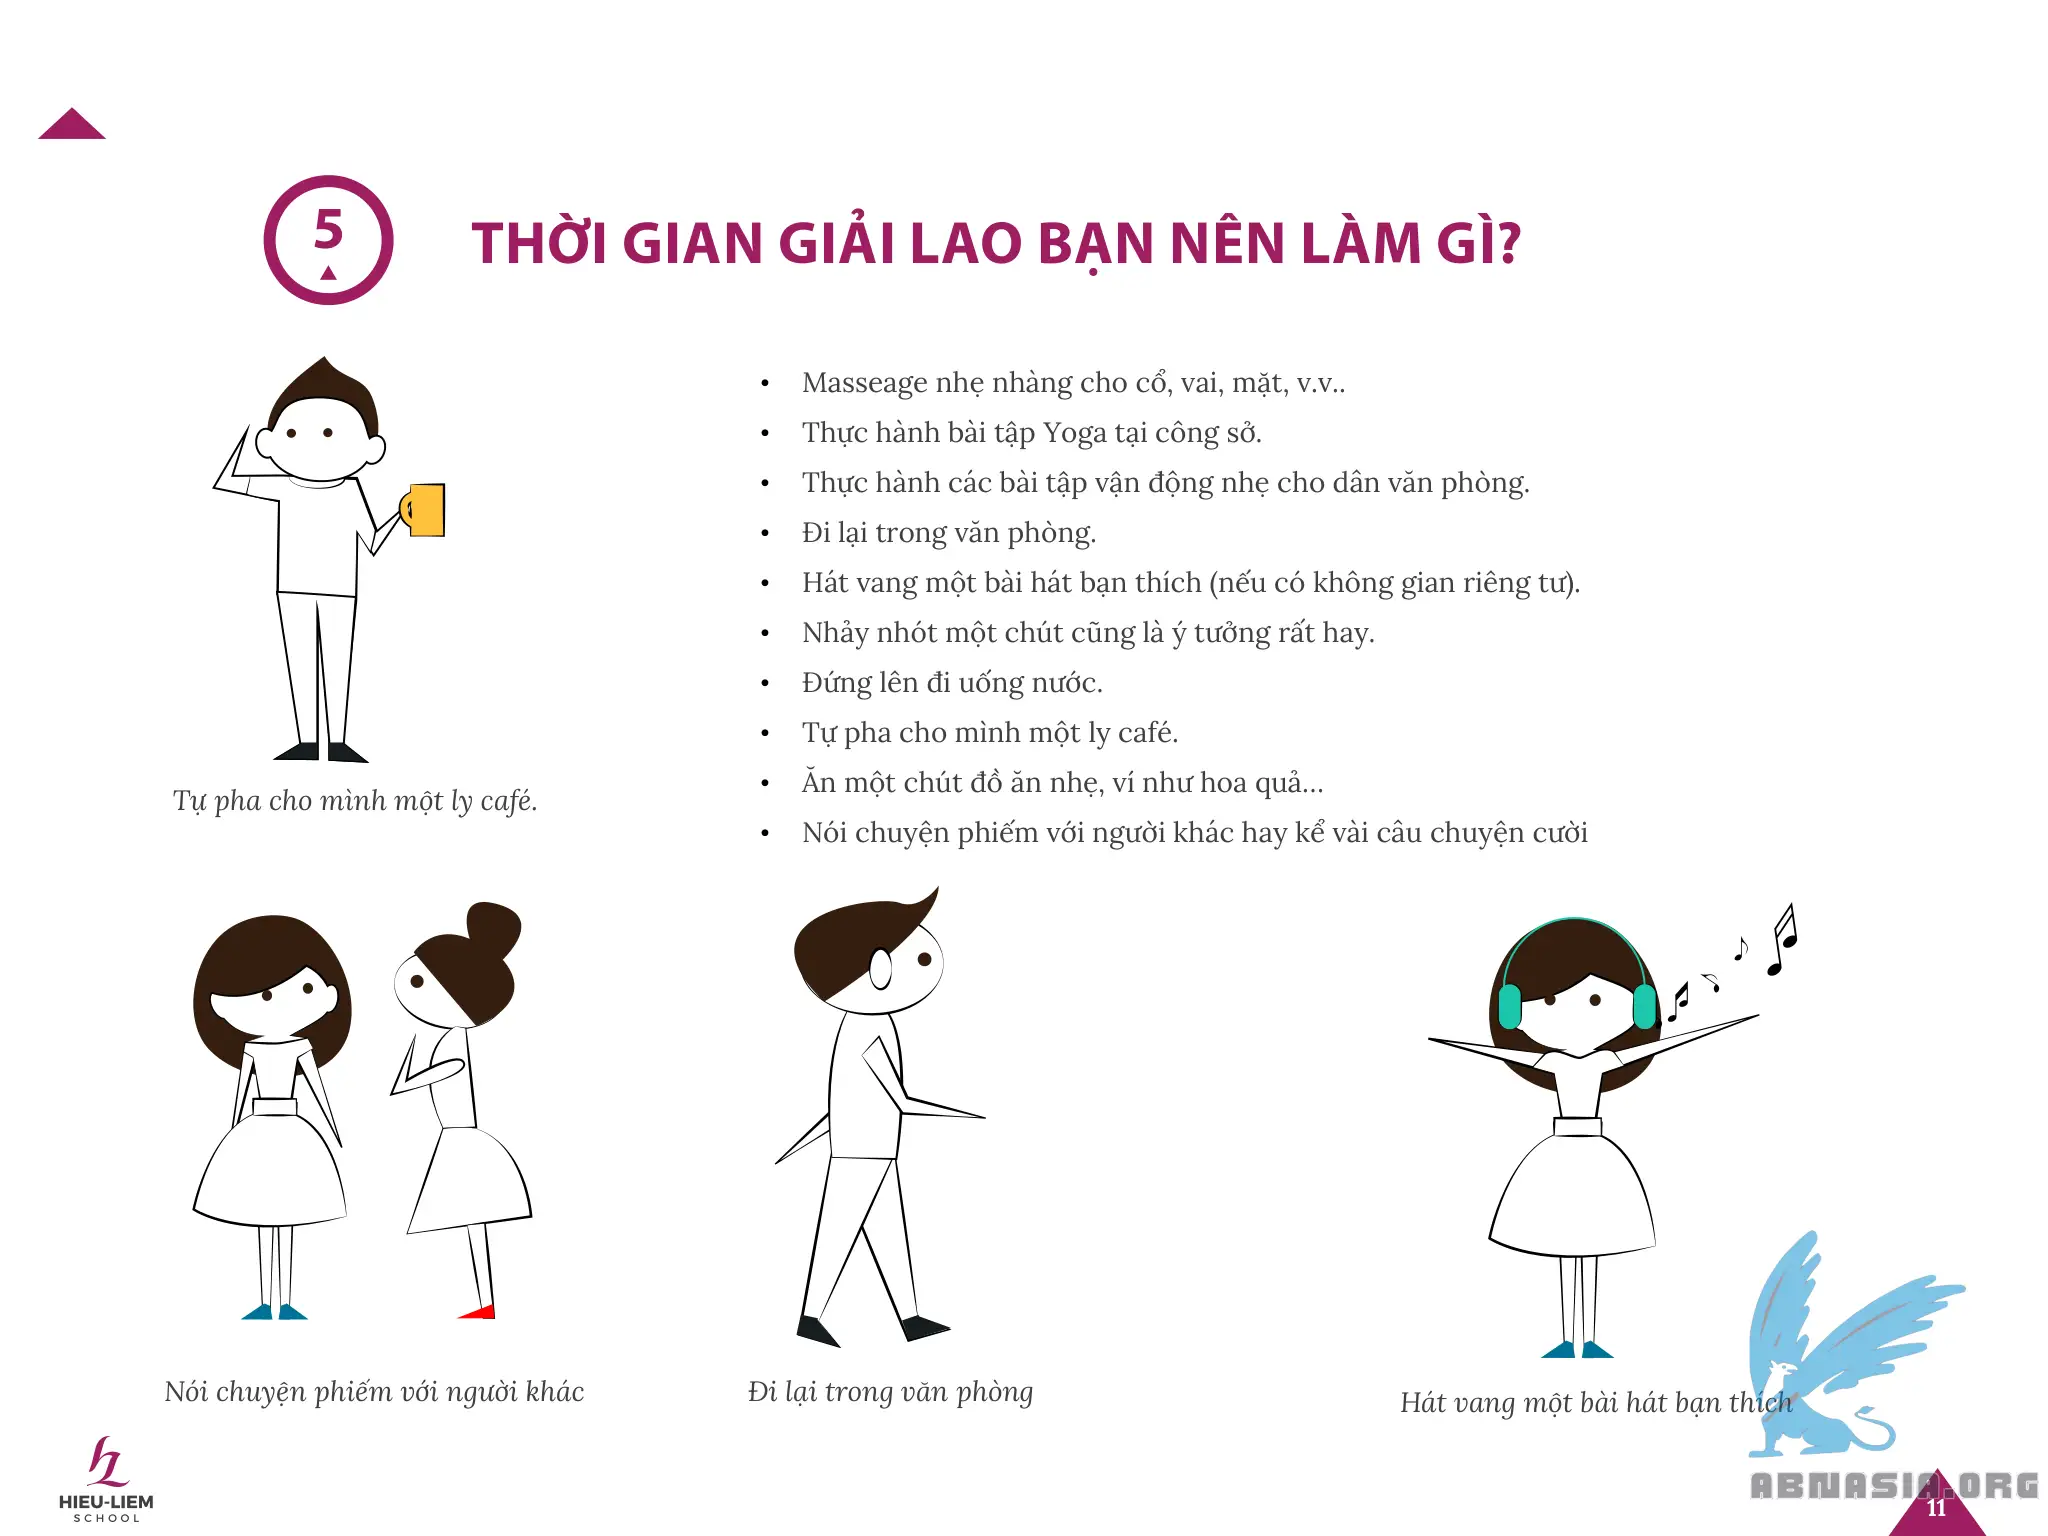 5
THỜI GIAN GIẢI LAO BẠN NÊN LÀM GÌ?
• Masseage nhẹ nhàng cho cổ, vai, mặt, v.v..
• Thực hành bài tập Yoga tại công sở.
• Thực hành các bài tập vận động nhẹ cho dân văn phòng.
• Đi lại trong văn phòng.
• Hát vang một bài hát bạn thích (nếu có không gian riêng tư).
• Nhảy nhót một chút cũng là ý tưởng rất hay.
• Đứng lên đi uống nước.
• Tự pha cho mình một ly café.
• Ăn một chút đồ ăn nhẹ, ví như hoa quả...
• Nói chuyện phiếm với người khác hay kể vài câu chuyện cười
Tự pha cho mình một ly café.
Nói chuyện phiếm với người khác
Đi lại trong văn phòng
Hát vang một bài hát bạn thích
HIEU-LIEM
SCHOOL
ABNASIA.ORG
11